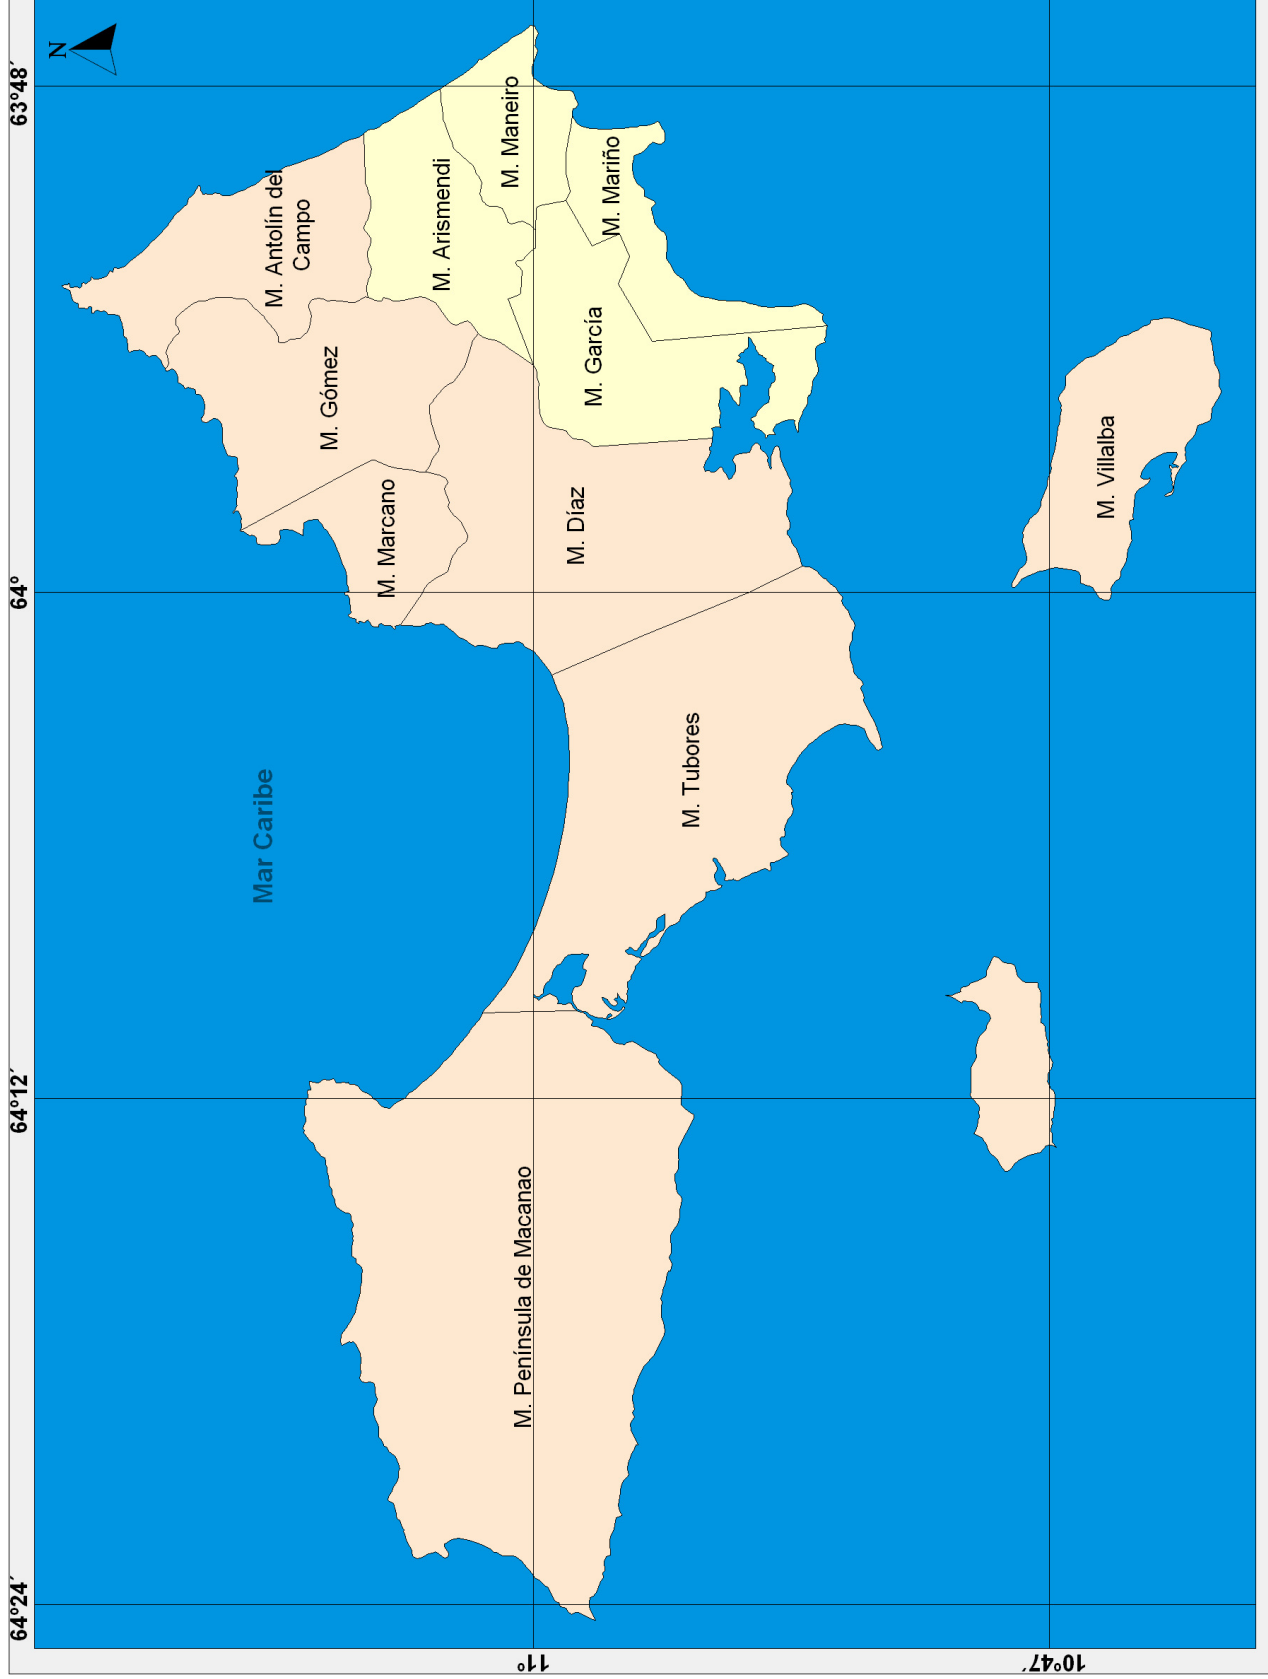 64°24´
64°12´
64°
63°48´
N
Mar Caribe
M. Antolín del
Campo
M. Gómez
M. Marcano
M. Arismendi
M. Maneiro
M. Península de Macanao
M. Díaz
M. García
M. Mariño
M. Tubores
M. Villalba
11°
10°47´